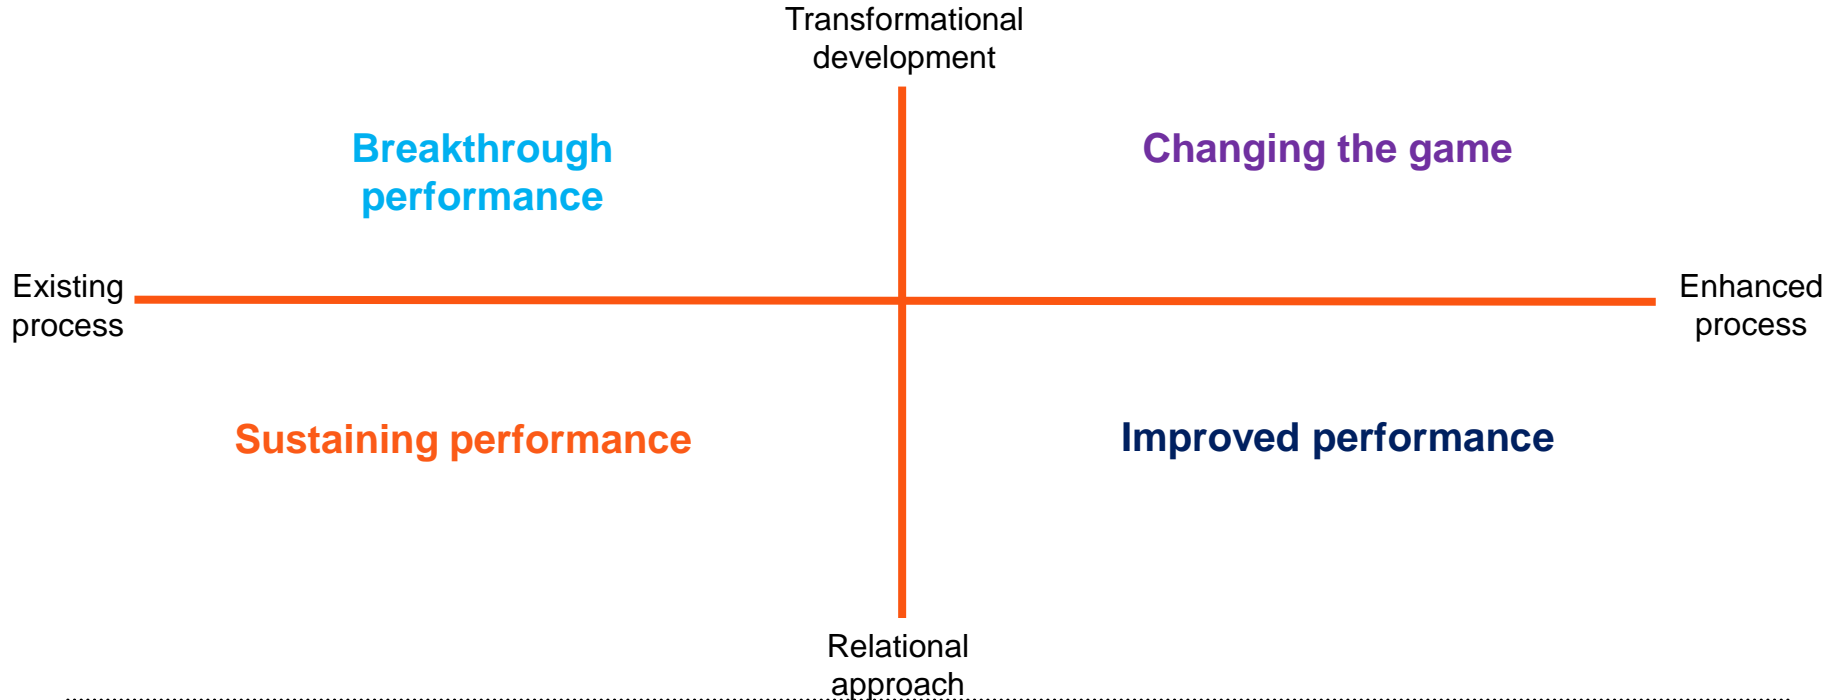 Transformational
development
Breakthrough
performance
Changing the game
Existing
process
Enhanced
process
Sustaining performance
Improved performance
Relational
approach